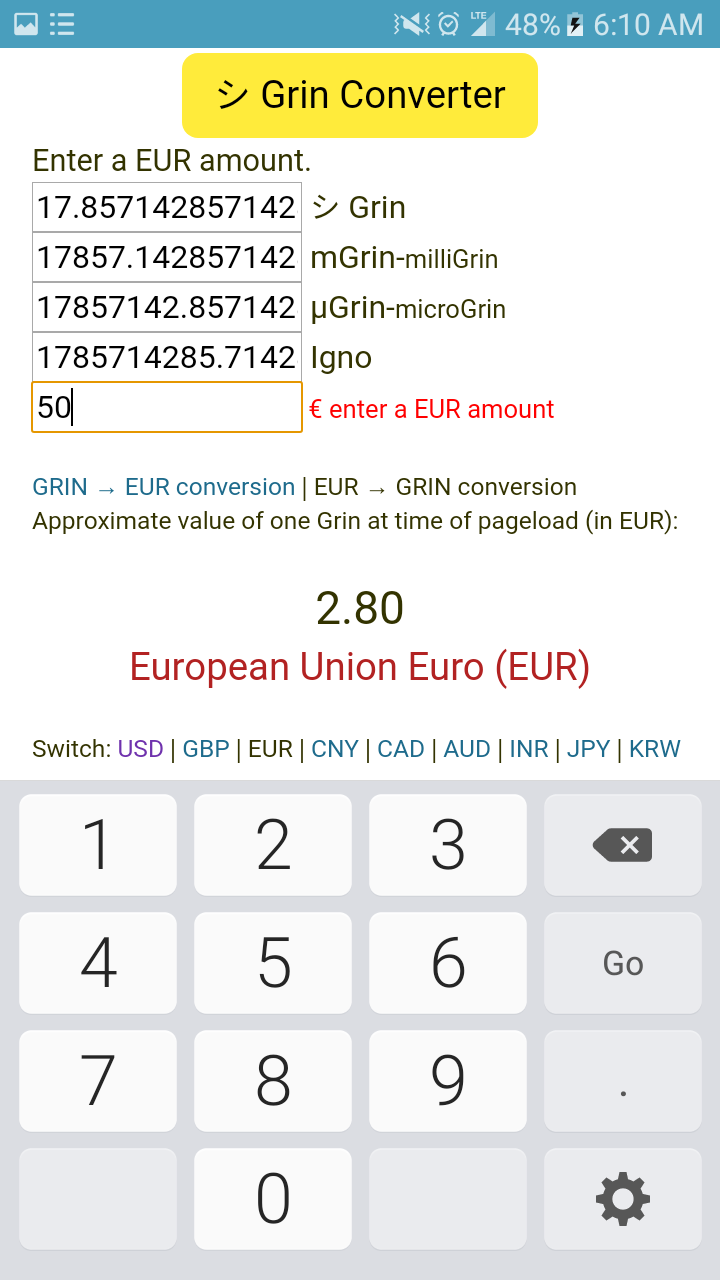 LTE 48% 6:10 AM
シ Grin Converter
Enter a EUR amount.
17.857142857142 シ Grin
17857.142857142 mGrin-milliGrin
17857142.857142 µGrin-microGrin
1785714285.7142 Igno
50 € enter a EUR amount
GRIN → EUR conversion | EUR → GRIN conversion
Approximate value of one Grin at time of pageload (in EUR):
2.80
European Union Euro (EUR)
Switch: USD | GBP | EUR | CNY | CAD | AUD | INR | JPY | KRW
1 2 3
4 5 6 Go
7 8 9 .
0